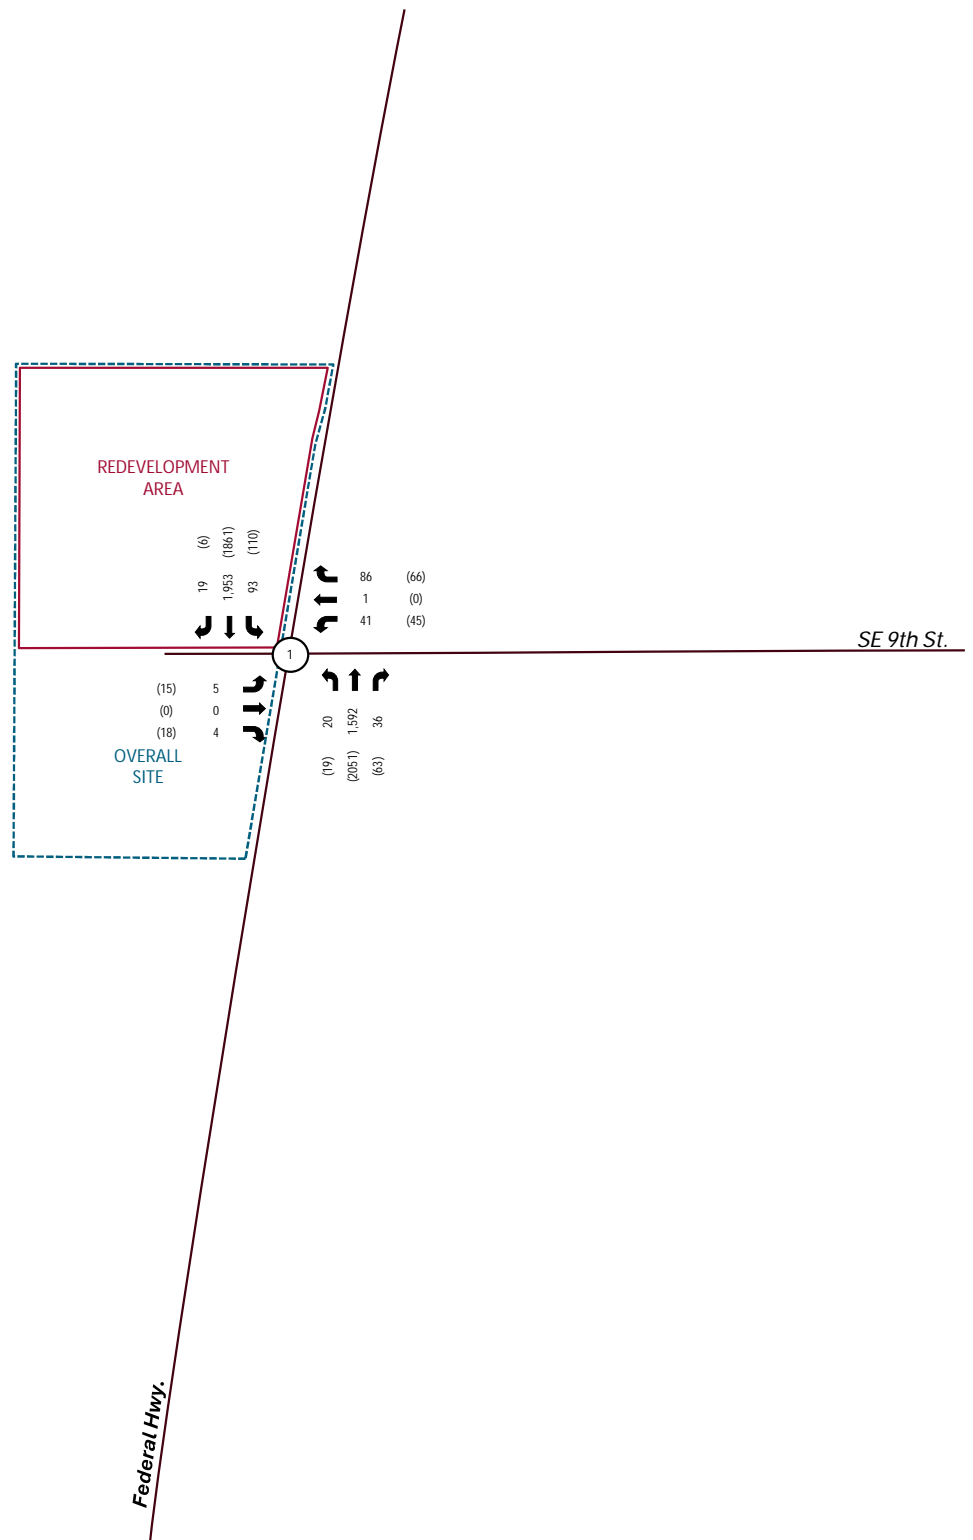 REDEVELOPMENT
AREA
(6) (1861) (110)
19 1,953 93
86 (66)
1 (0)
41 (45)
SE 9th St.
1
(15) 5
(0) 0
(18) 4
20 1,592 36
(19) (2051) (63)
OVERALL
SITE
Federal Hwy.